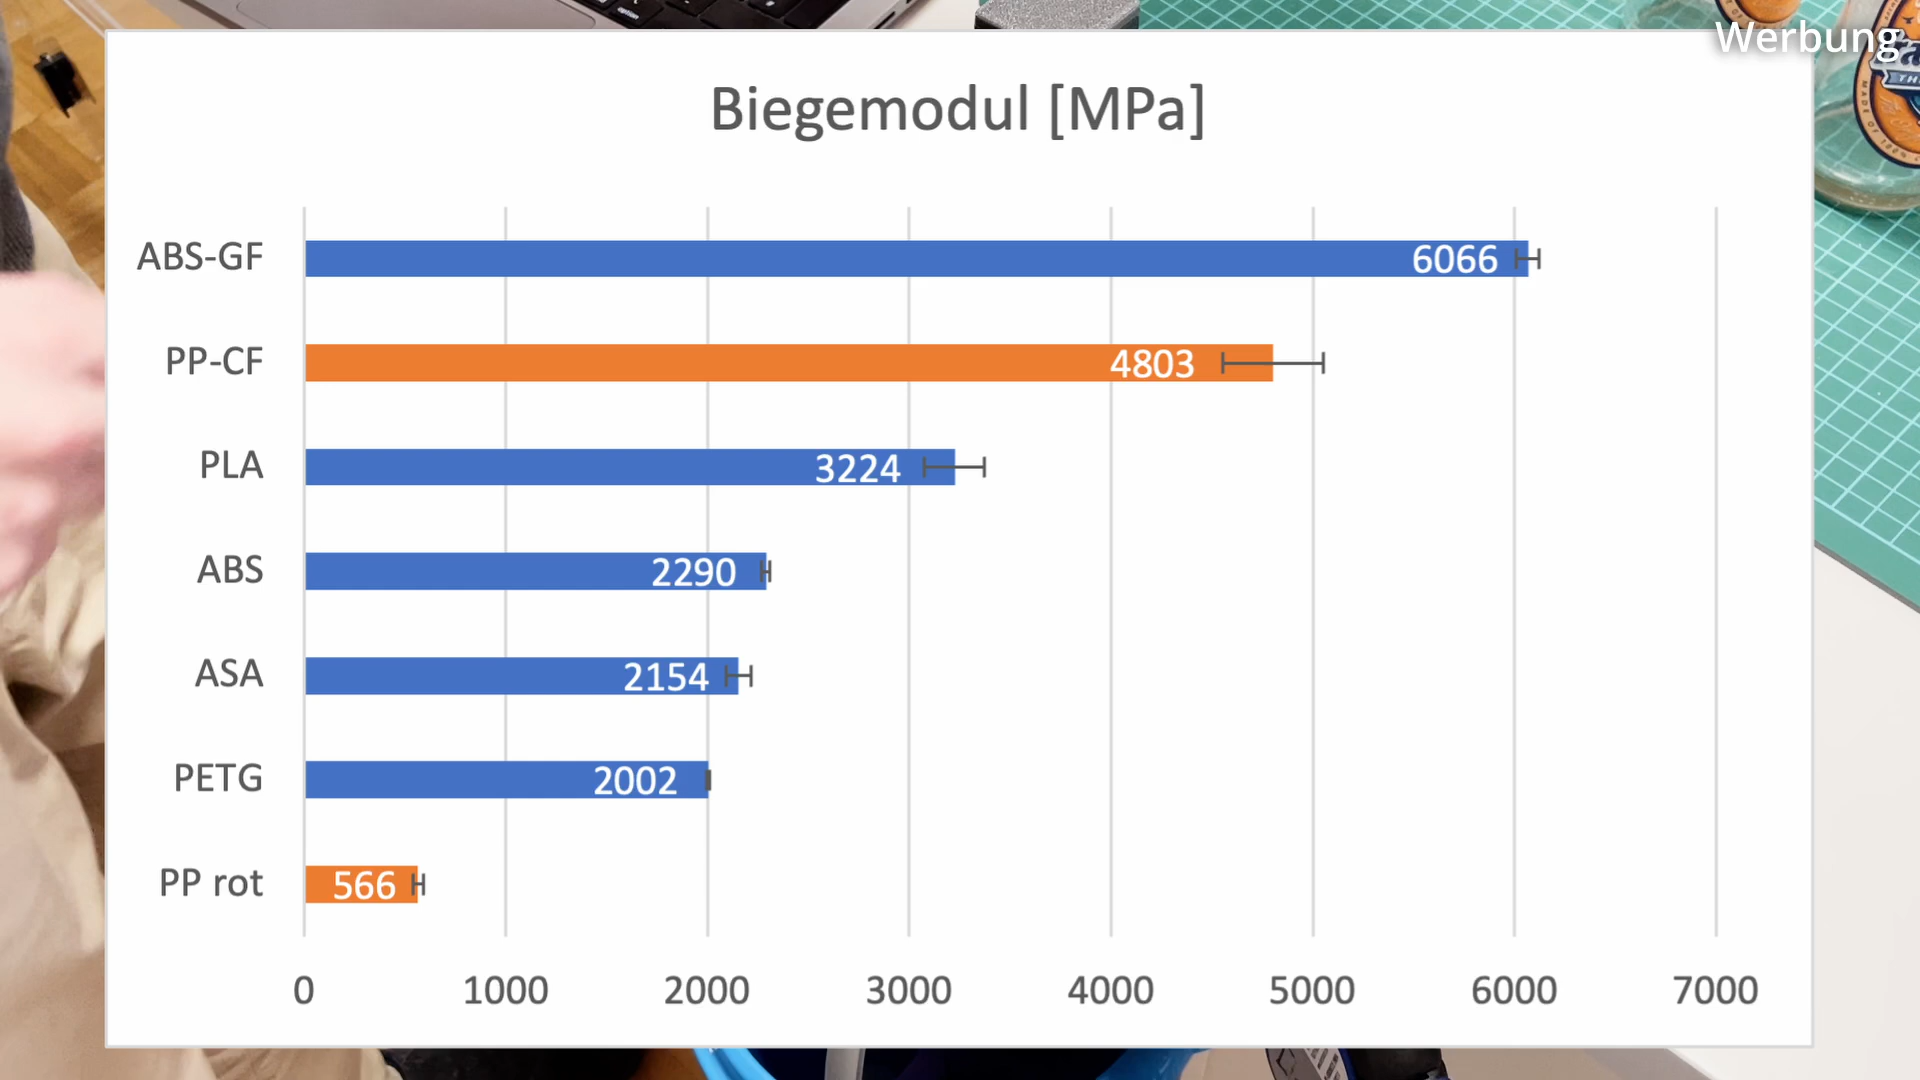 Werbung
Biegemodul [MPa]
ABS-GF 6066
PP-CF 4803
PLA 3224
ABS 2290
ASA 2154
PETG 2002
PP rot 566
0 1000 2000 3000 4000 5000 6000 7000
option